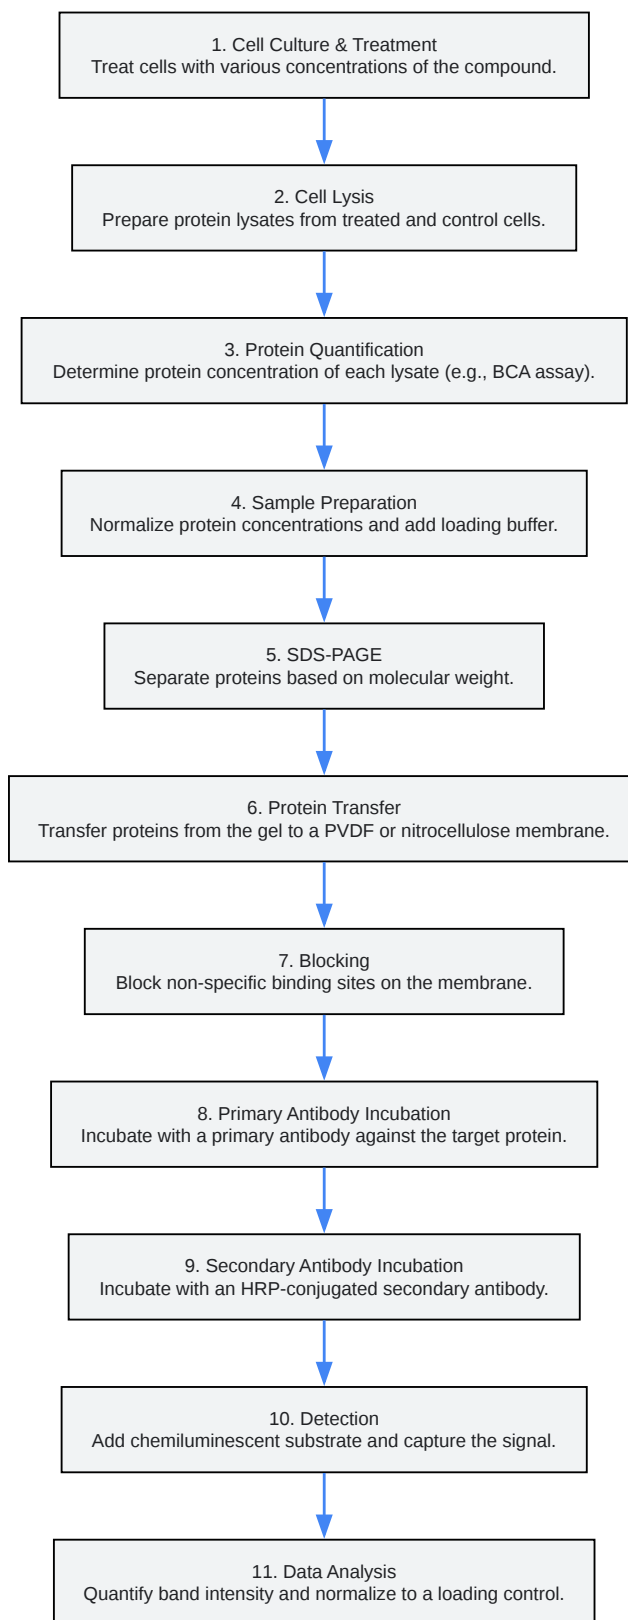 1. Cell Culture & Treatment
Treat cells with various concentrations of the compound.
2. Cell Lysis
Prepare protein lysates from treated and control cells.
3. Protein Quantification
Determine protein concentration of each lysate (e.g., BCA assay).
4. Sample Preparation
Normalize protein concentrations and add loading buffer.
5. SDS-PAGE
Separate proteins based on molecular weight.
6. Protein Transfer
Transfer proteins from the gel to a PVDF or nitrocellulose membrane.
7. Blocking
Block non-specific binding sites on the membrane.
8. Primary Antibody Incubation
Incubate with a primary antibody against the target protein.
9. Secondary Antibody Incubation
Incubate with an HRP-conjugated secondary antibody.
10. Detection
Add chemiluminescent substrate and capture the signal.
11. Data Analysis
Quantify band intensity and normalize to a loading control.